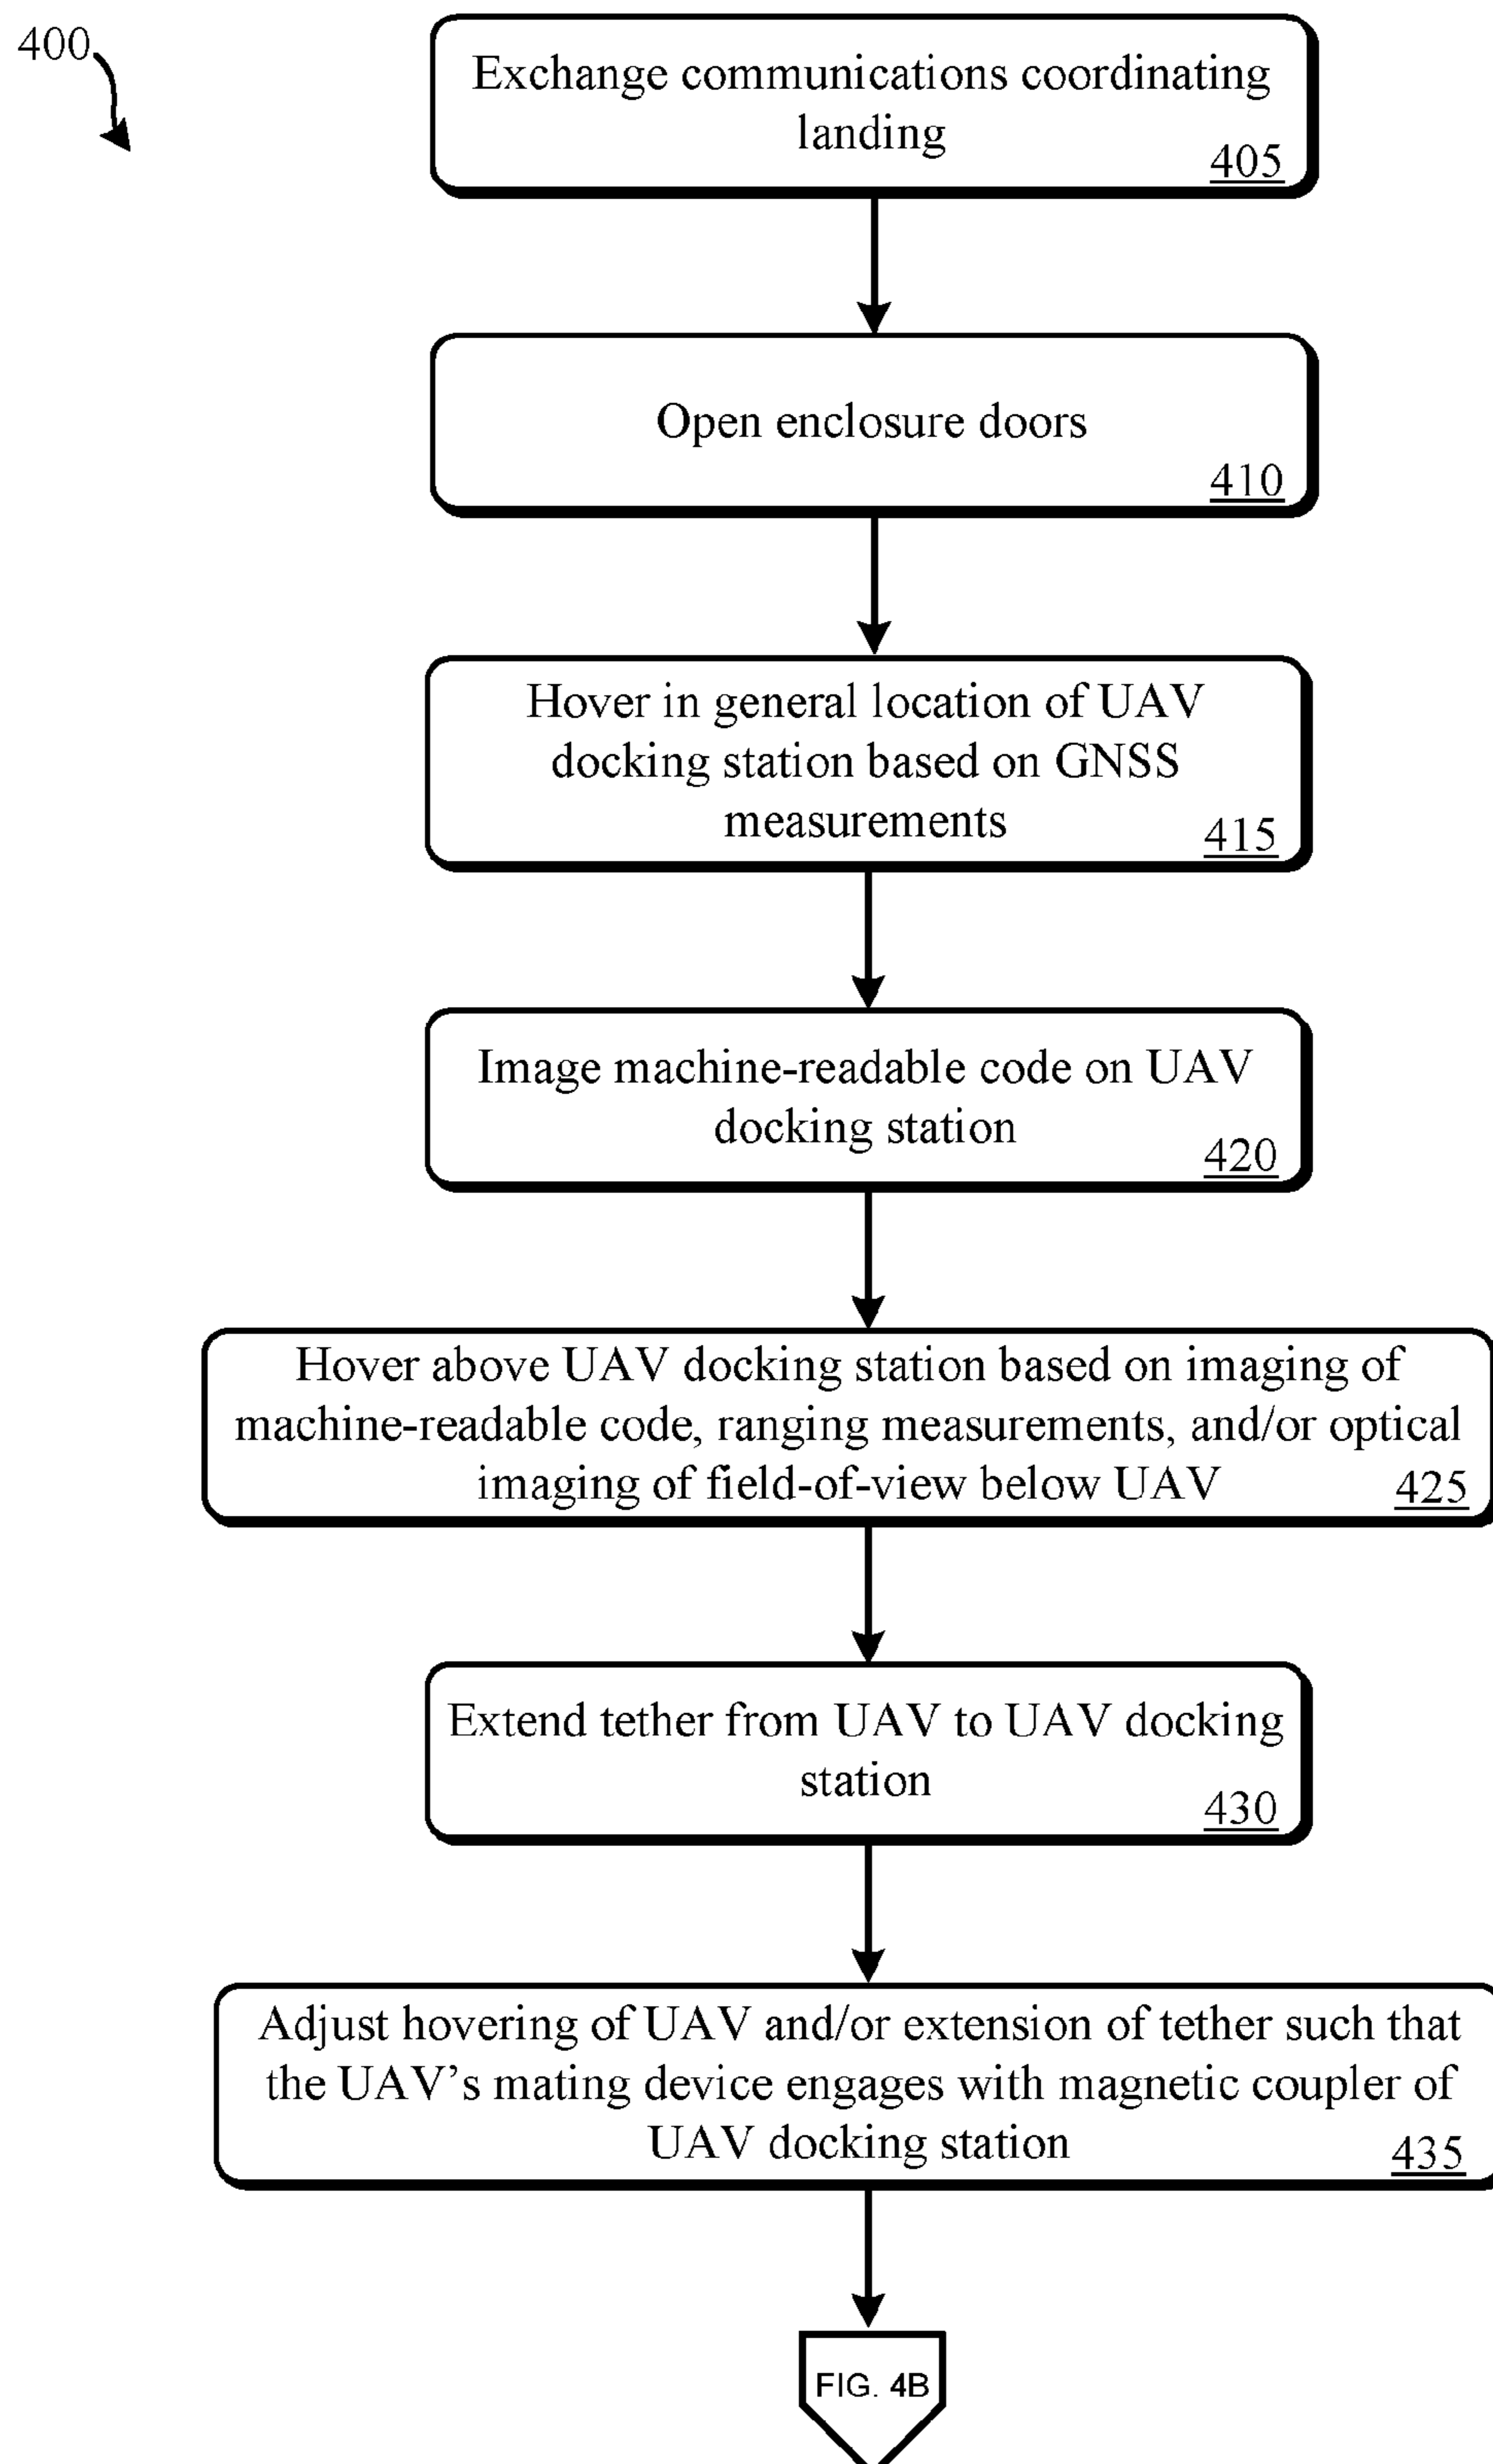 400
Exchange communications coordinating
landing
405
Open enclosure doors
410
Hover in general location of UAV
docking station based on GNSS
measurements
415
Image machine-readable code on UAV
docking station
420
Hover above UAV docking station based on imaging of
machine-readable code, ranging measurements, and/or optical
imaging of field-of-view below UAV
425
Extend tether from UAV to UAV docking
station
430
Adjust hovering of UAV and/or extension of tether such that
the UAV’s mating device engages with magnetic coupler of
UAV docking station
435
FIG. 4B